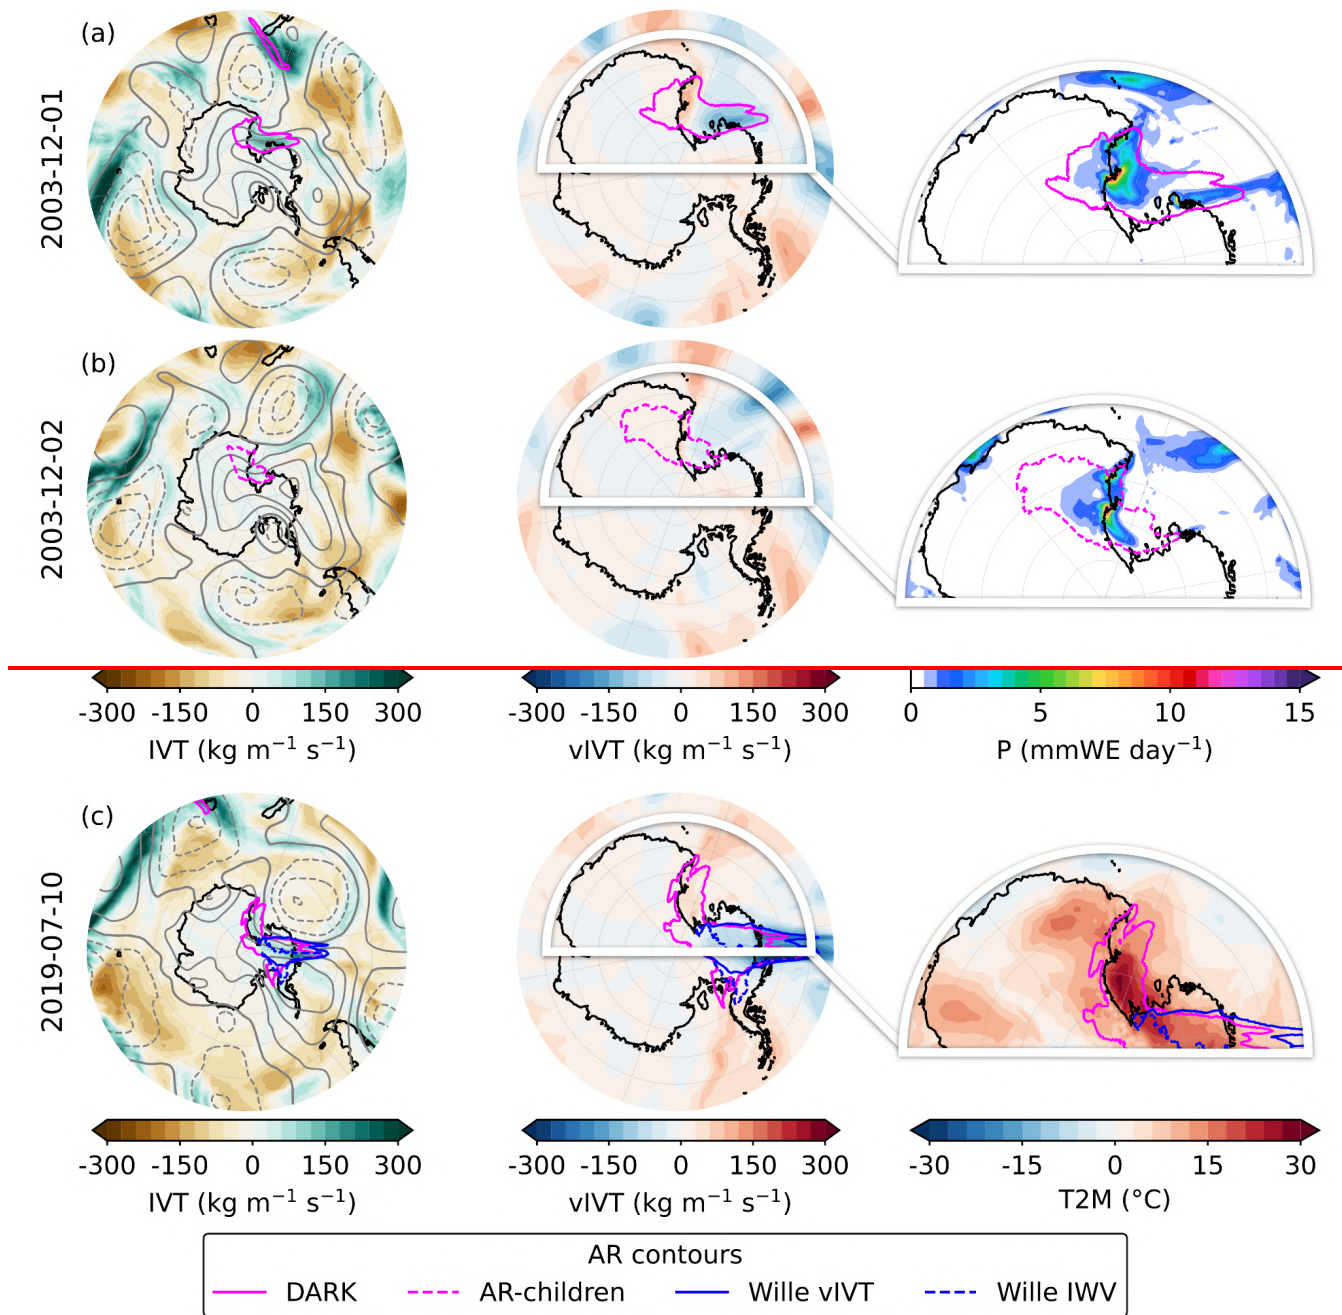 (a)
2003-12-01
(b)
2003-12-02
-300 -150 0 150 300
IVT (kg m⁻¹ s⁻¹)
-300 -150 0 150 300
vIVT (kg m⁻¹ s⁻¹)
0 5 10 15
P (mmWE day⁻¹)
(c)
2019-07-10
-300 -150 0 150 300
IVT (kg m⁻¹ s⁻¹)
-300 -150 0 150 300
vIVT (kg m⁻¹ s⁻¹)
-30 -15 0 15 30
T2M (°C)
AR contours
DARK AR-children Wille vIVT Wille IWV